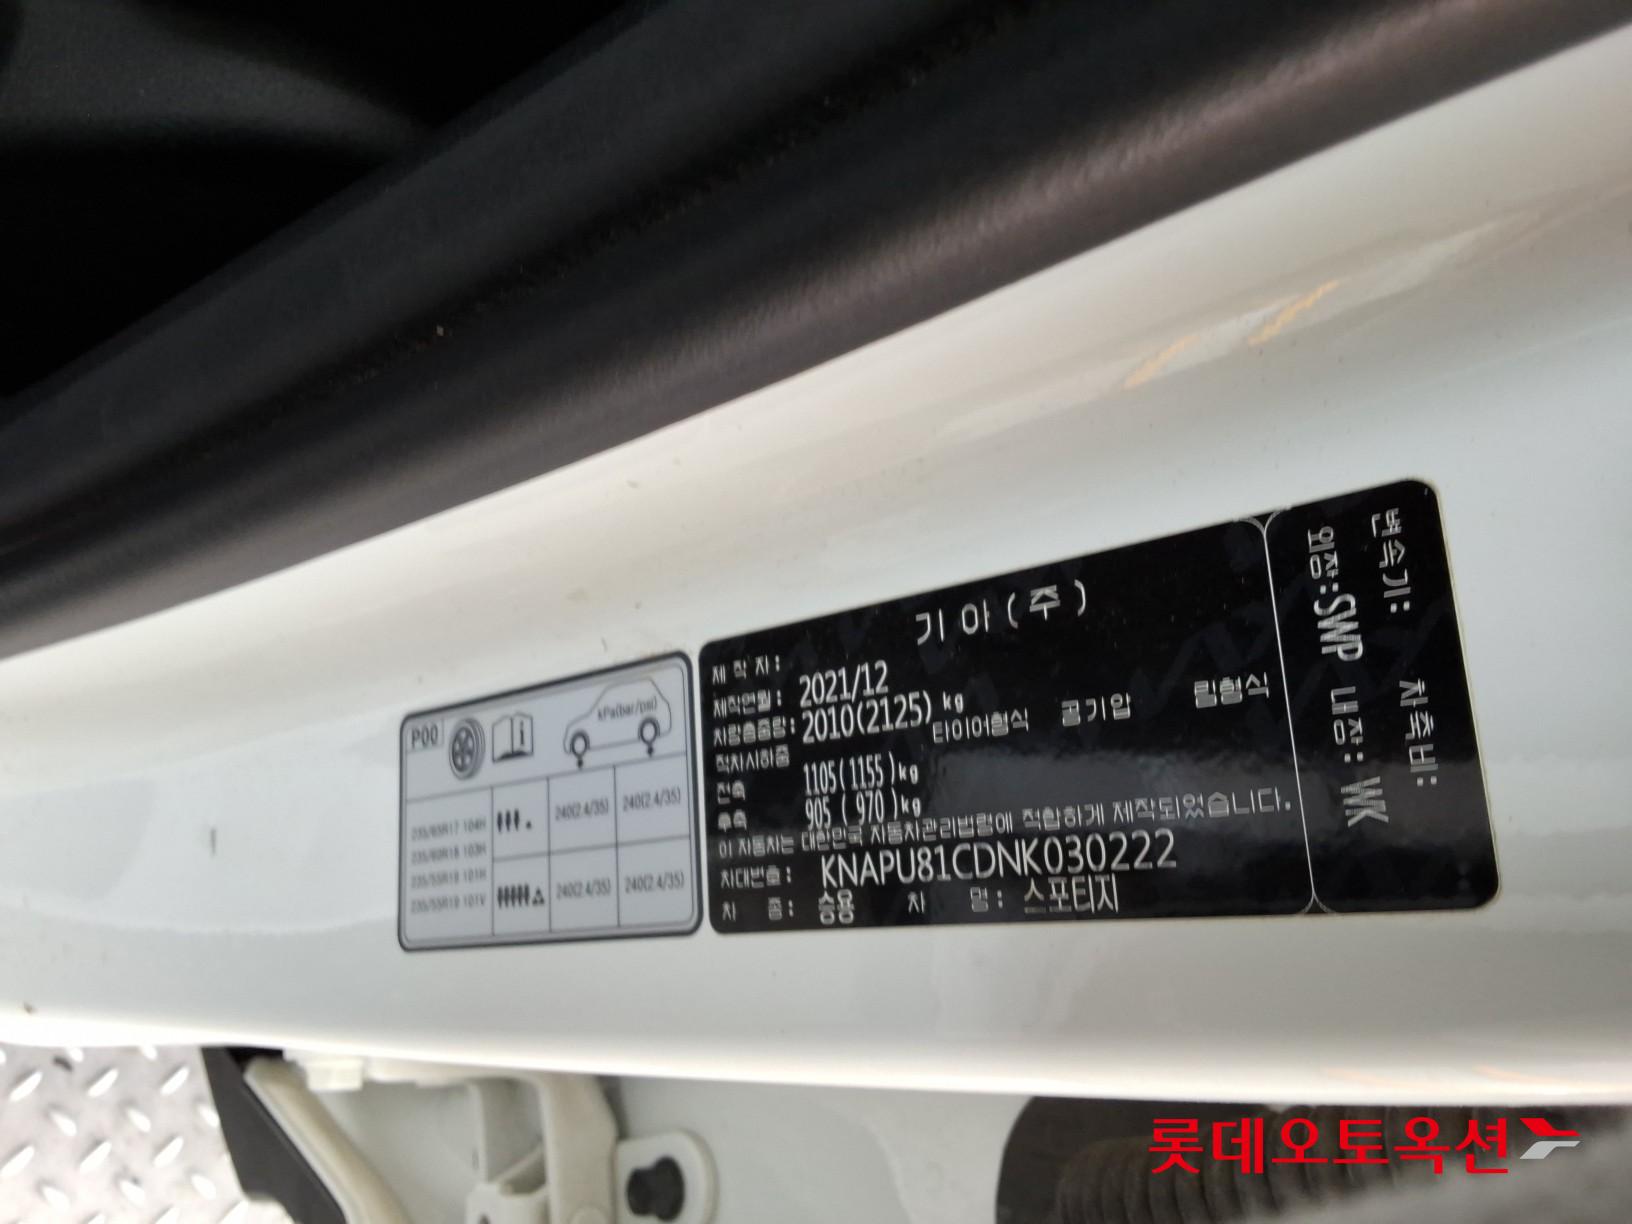 P00
kPa(bar/psi)
235/65R17 104H
235/60R18 103H
235/55R19 101H
235/55R19 101V
240(2.4/35) 240(2.4/35)
240(2.4/35) 240(2.4/35)
제 작 자: 기 아 ( 주 )
제작연월: 2021/12
차량총중량: 2010(2125) kg
적차시하중 타이어형식 공기압 림형식
전축 1105(1155)kg
후축 905 ( 970)kg
이 자동차는 대한민국 자동차관리법령에 적합하게 제작되었습니다.
차대번호: KNAPU81CDNK030222
차 종: 승용 차 명: 스포티지
변속기: 차축비:
외장:SWP 내장: WK
롯데오토옥션